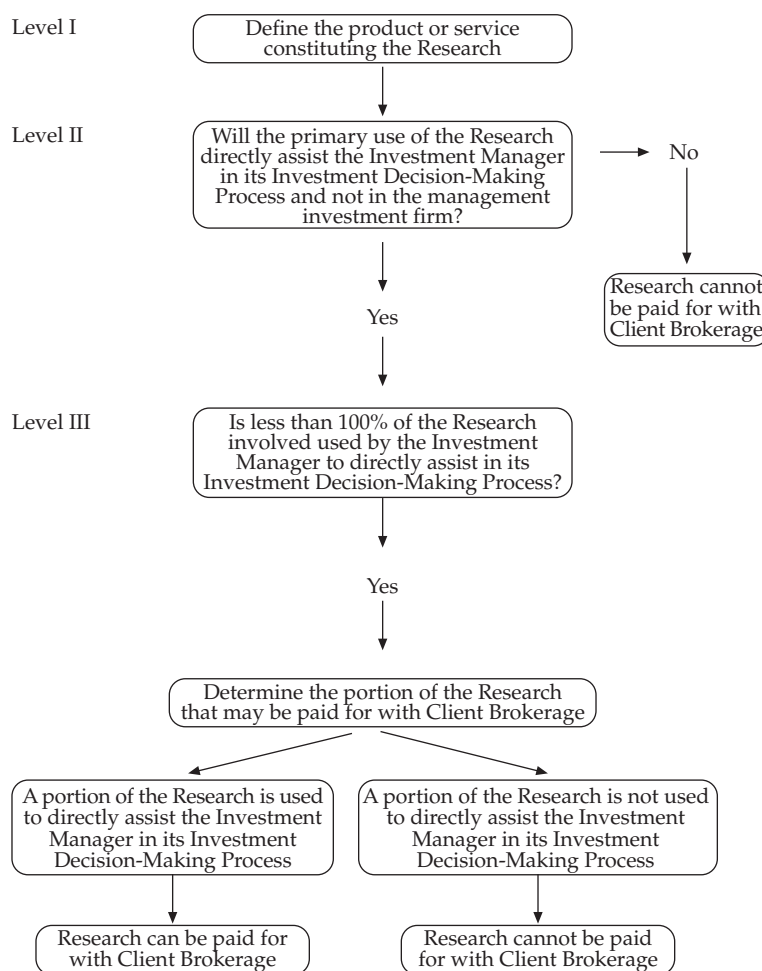 Level I
Define the product or service
constituting the Research
Level II
Will the primary use of the Research
directly assist the Investment Manager
in its Investment Decision-Making
Process and not in the management
investment firm?
No
Research cannot
be paid for with
Client Brokerage
Yes
Level III
Is less than 100% of the Research
involved used by the Investment
Manager to directly assist in its
Investment Decision-Making Process?
Yes
Determine the portion of the Research
that may be paid for with Client Brokerage
A portion of the Research is used
to directly assist the Investment
Manager in its Investment
Decision-Making Process
A portion of the Research is not used
to directly assist the Investment
Manager in its Investment
Decision-Making Process
Research can be paid for
with Client Brokerage
Research cannot be paid
for with Client Brokerage